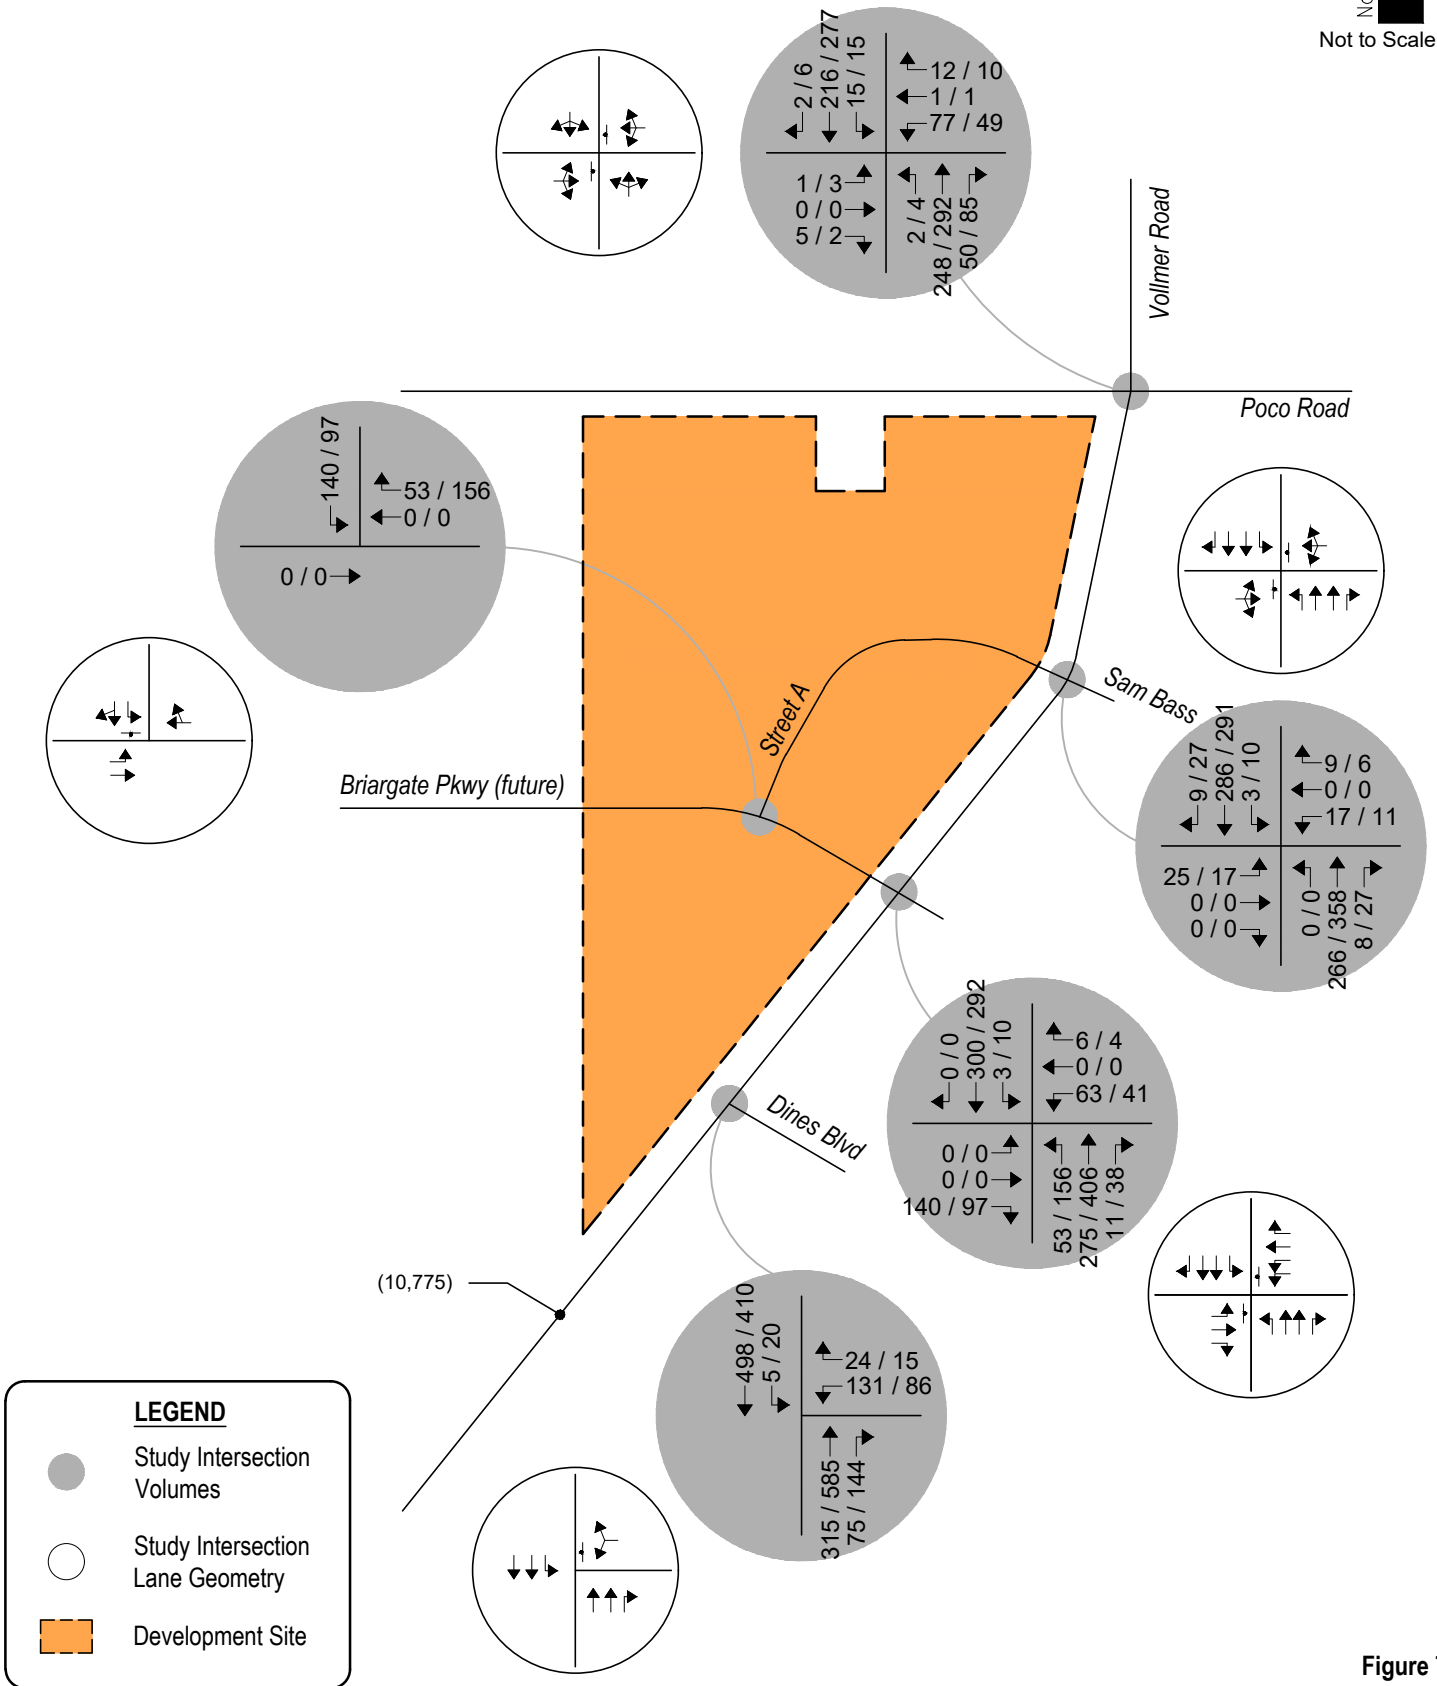 Not to Scale
2 / 6
216 / 277
15 / 15
12 / 10
1 / 1
77 / 49
1 / 3
0 / 0
5 / 2
2 / 4
248 / 292
50 / 85
Vollmer Road
Poco Road
140 / 97
53 / 156
0 / 0
0 / 0
Street A
Sam Bass
Briargate Pkwy (future)
9 / 27
286 / 291
3 / 10
9 / 6
0 / 0
17 / 11
25 / 17
0 / 0
0 / 0
0 / 0
266 / 358
8 / 27
0 / 0
300 / 292
3 / 10
6 / 4
0 / 0
63 / 41
0 / 0
0 / 0
140 / 97
53 / 156
275 / 406
11 / 38
Dines Blvd
(10,775)
498 / 410
5 / 20
24 / 15
131 / 86
315 / 585
75 / 144
LEGEND
Study Intersection
Volumes
Study Intersection
Lane Geometry
Development Site
Figure